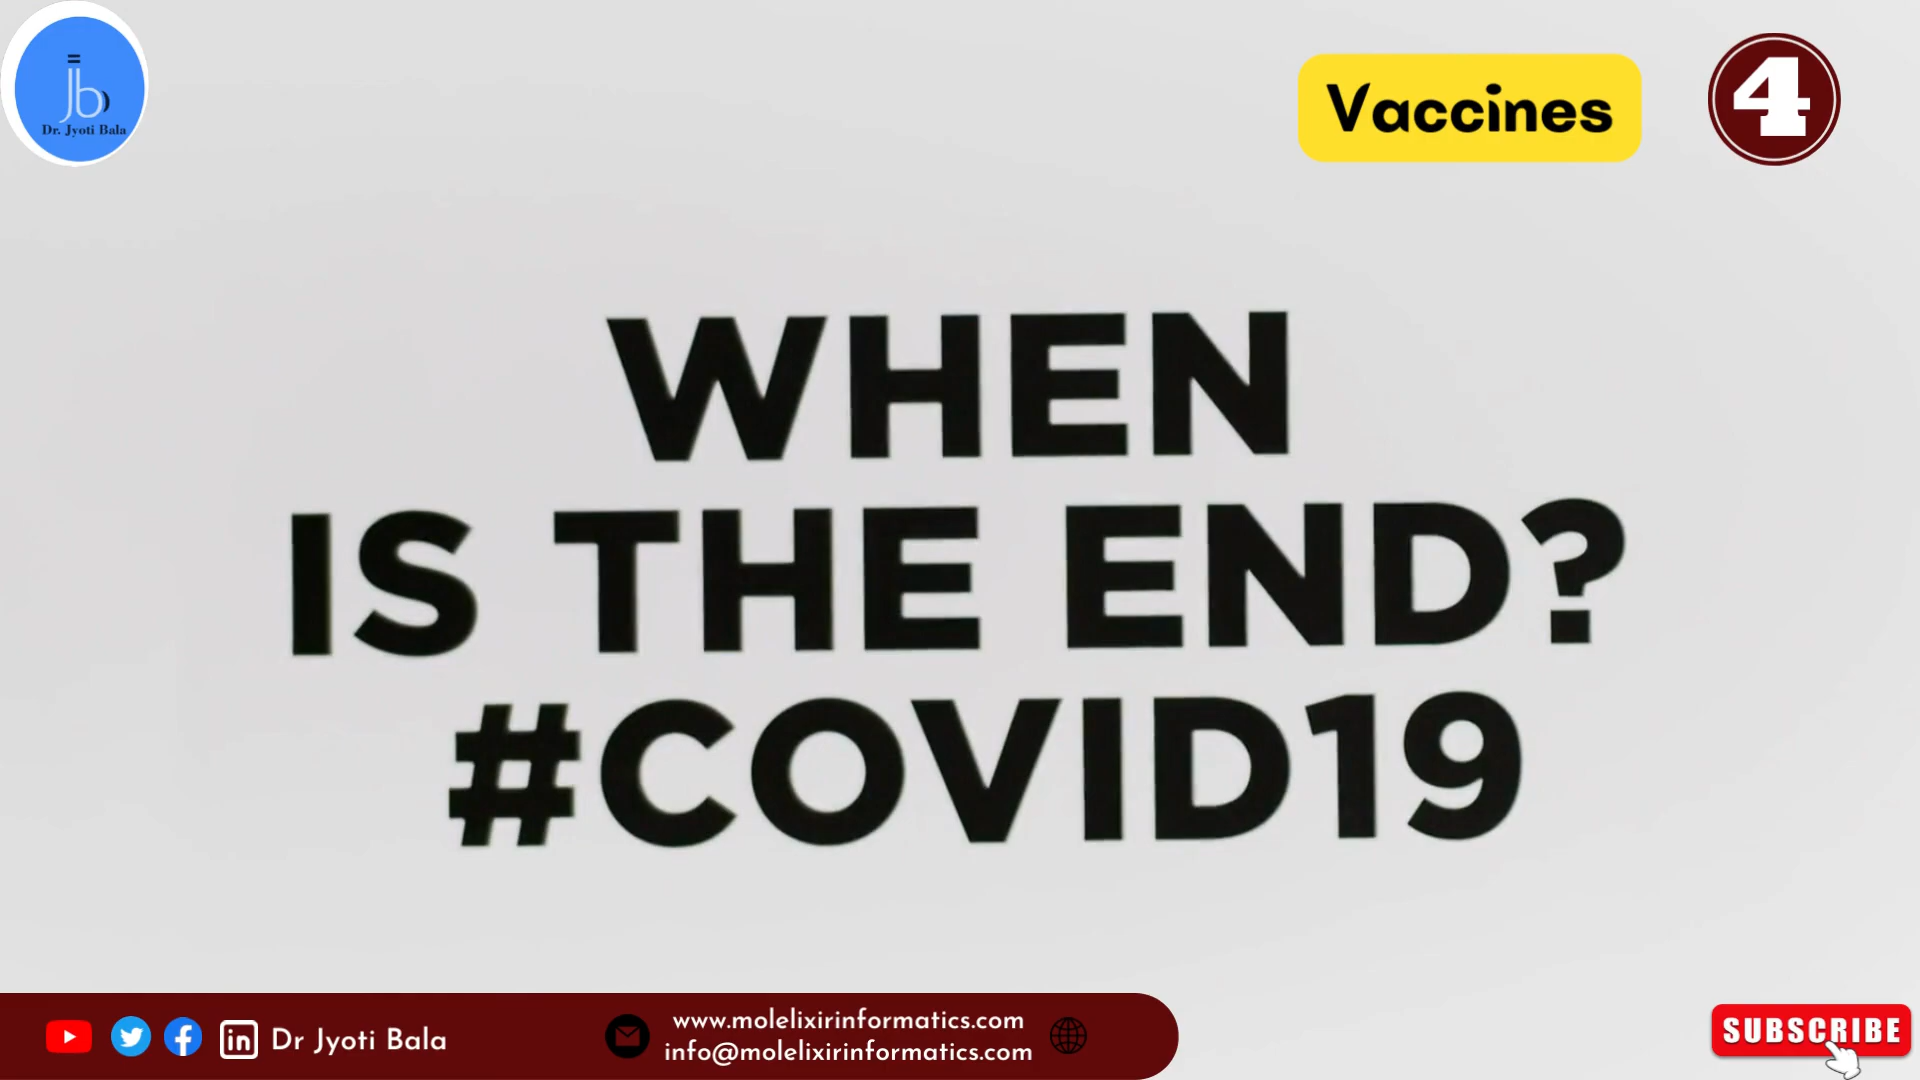 Dr. Jyoti Bala
Vaccines
4
WHEN
IS THE END?
#COVID19
Dr Jyoti Bala
www.molelixirinformatics.com
info@molelixirinformatics.com
SUBSCRIBE